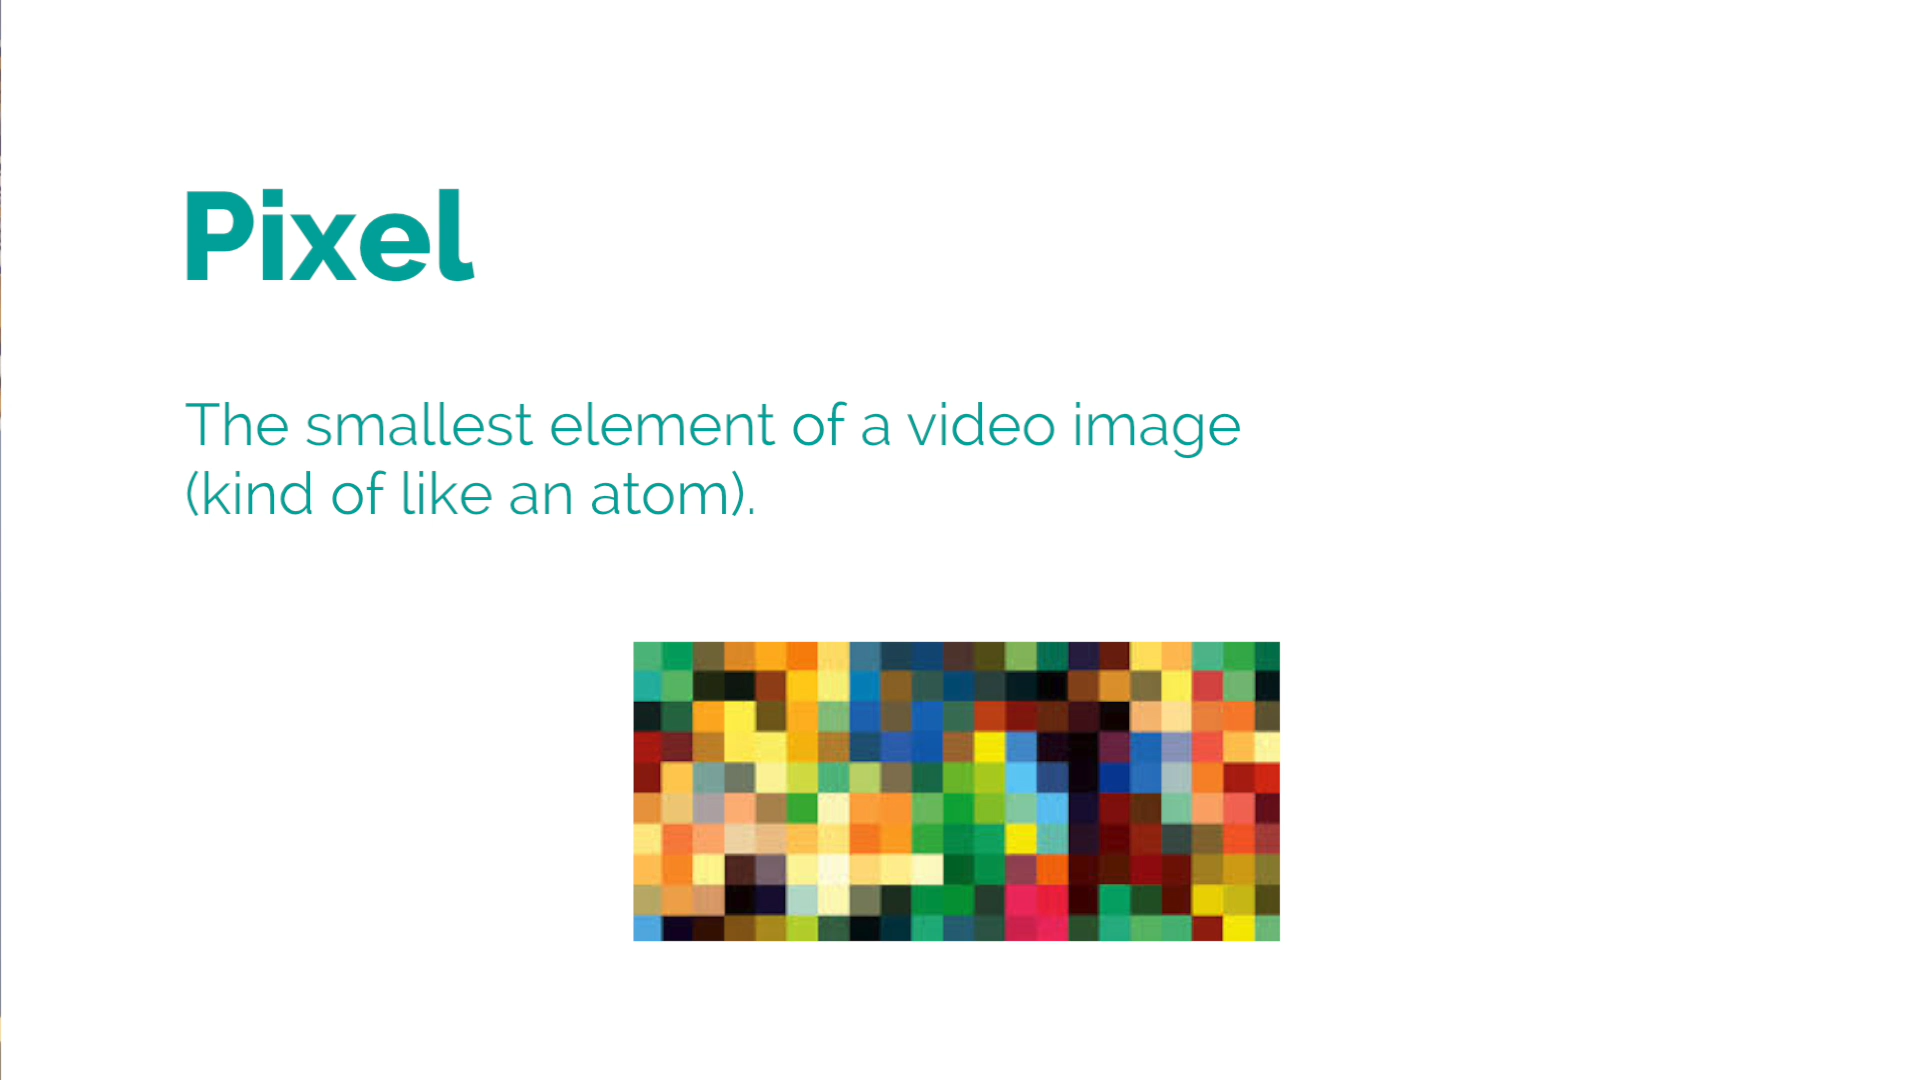 Pixel
The smallest element of a video image
(kind of like an atom).